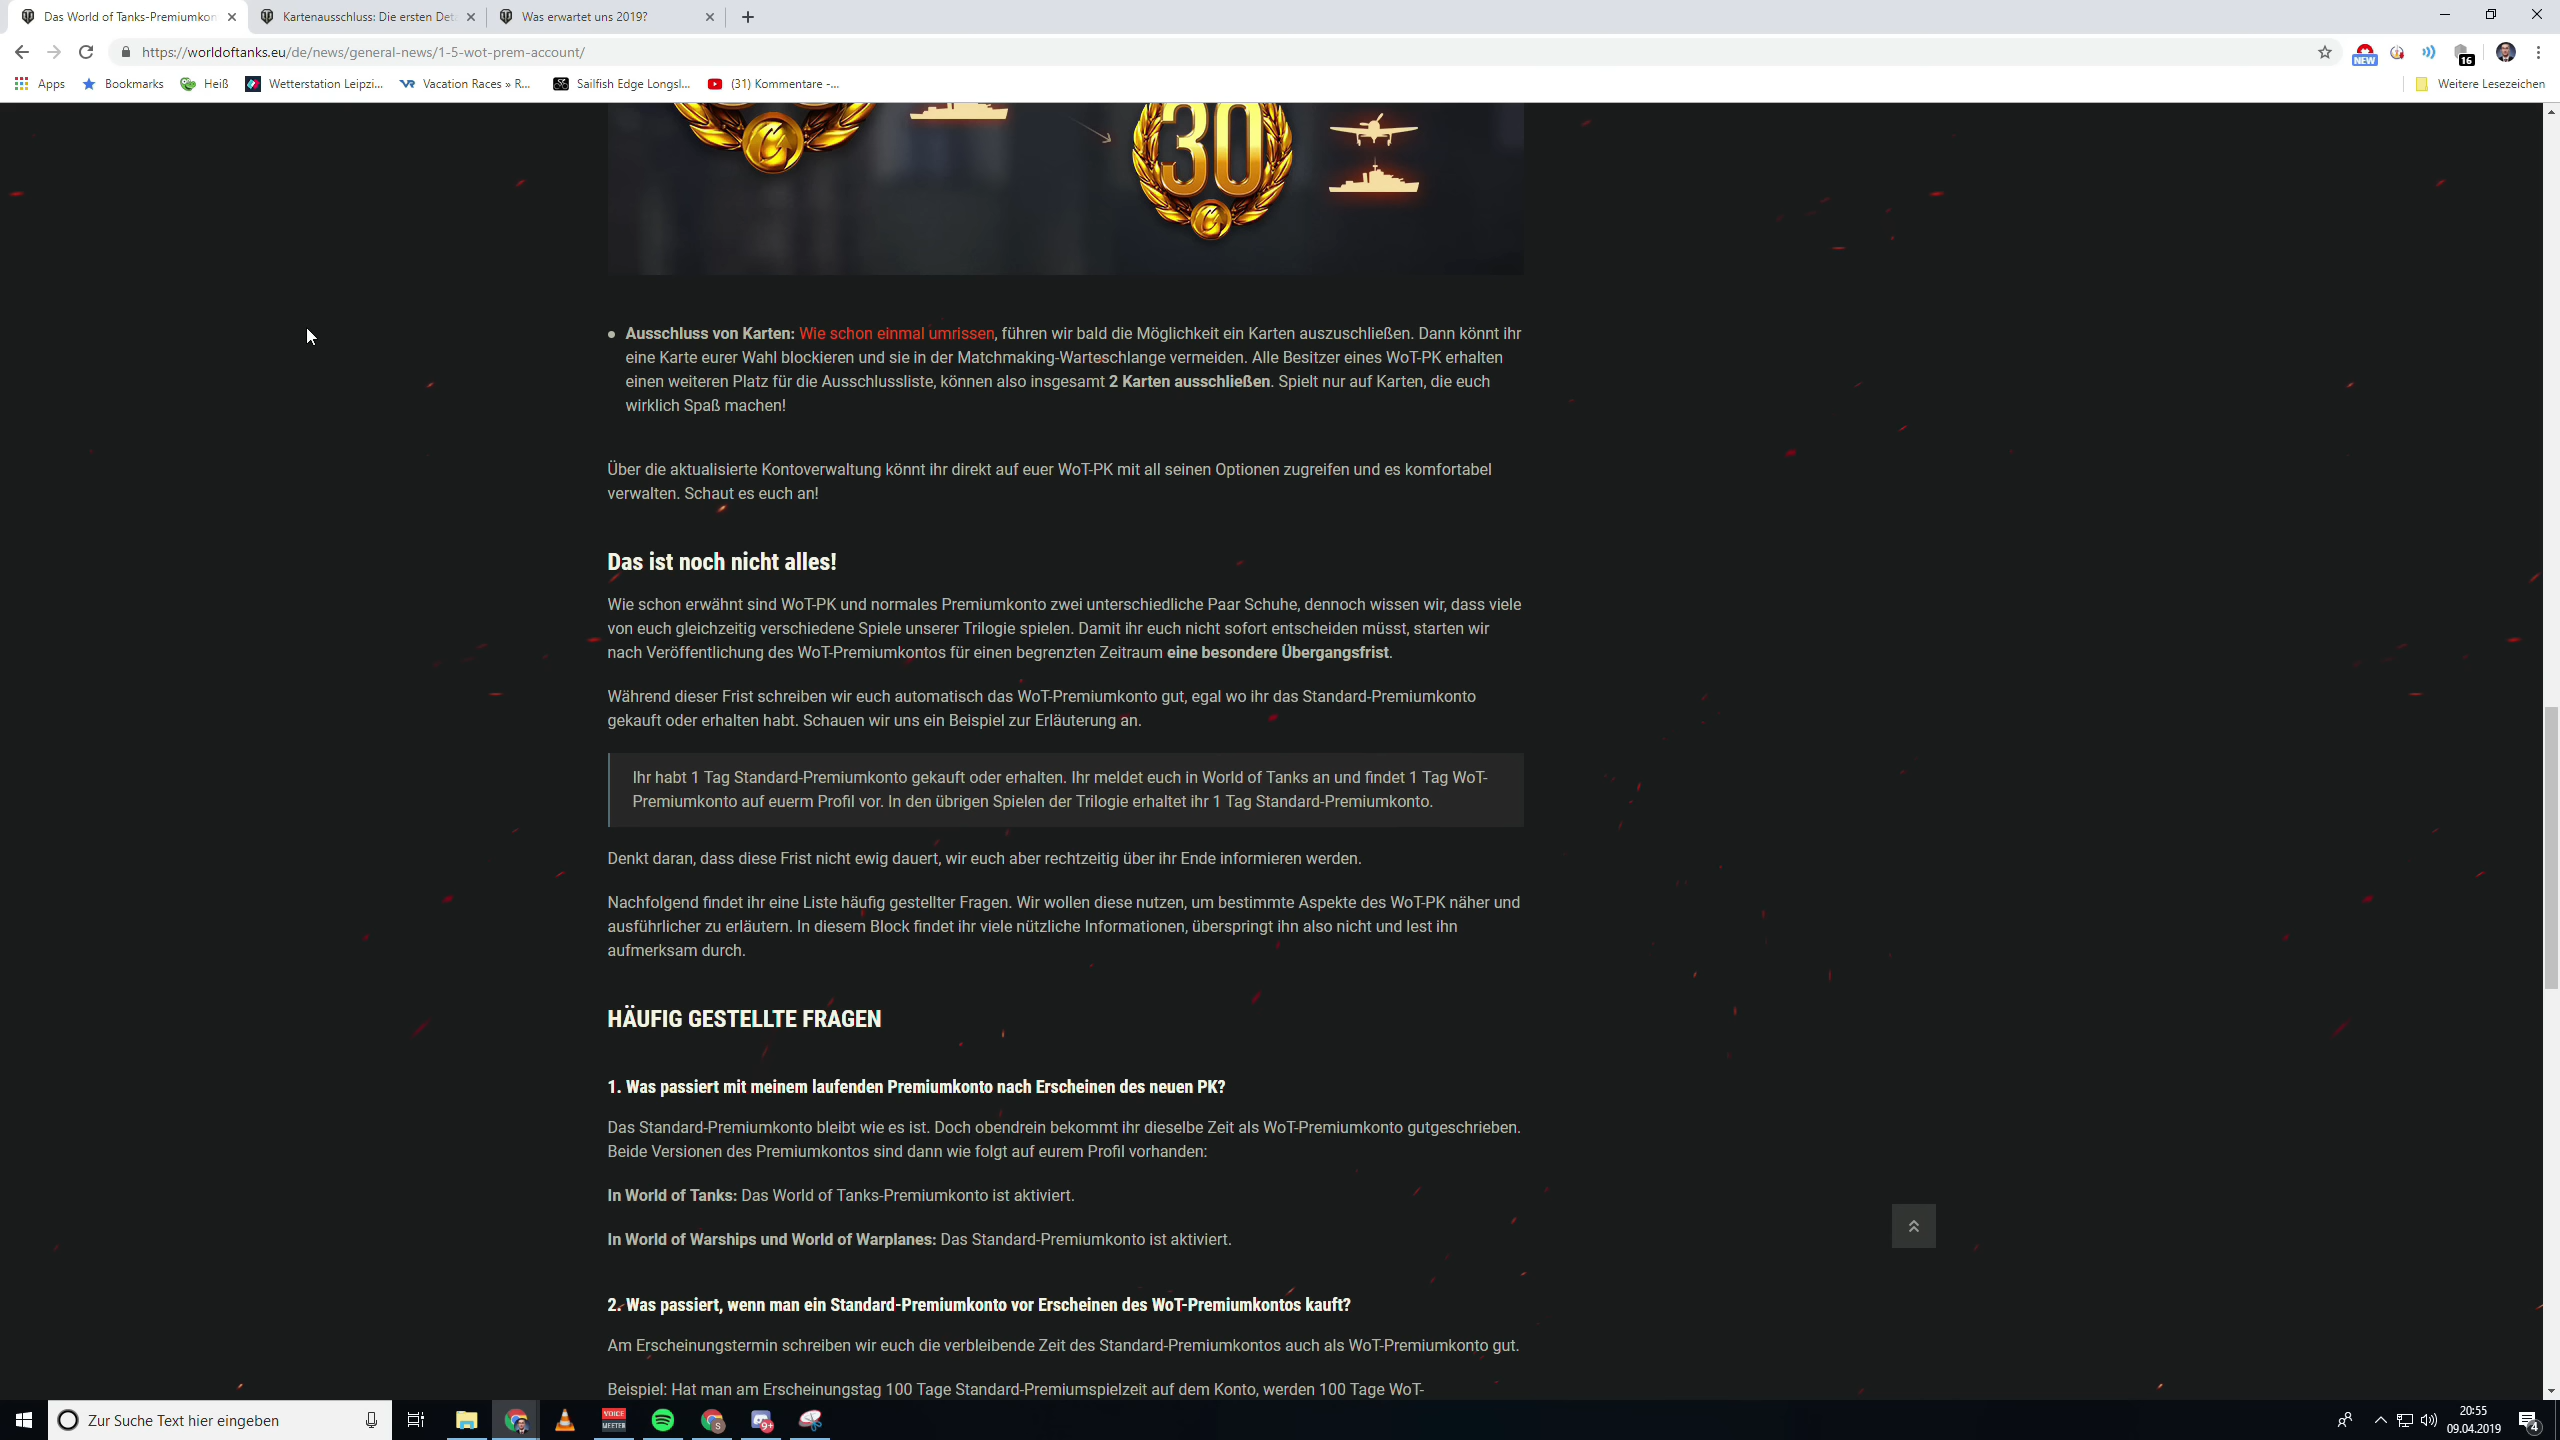 Das World of Tanks-Premiumkon
Kartenausschluss: Die ersten Det
Was erwartet uns 2019?
https://worldoftanks.eu/de/news/general-news/1-5-wot-prem-account/
NEW
16
Apps
Bookmarks
Heiß
Wetterstation Leipzi...
Vacation Races » R...
Sailfish Edge Longsl...
(31) Kommentare -...
Weitere Lesezeichen
30
Ausschluss von Karten: Wie schon einmal umrissen, führen wir bald die Möglichkeit ein Karten auszuschließen. Dann könnt ihr
eine Karte eurer Wahl blockieren und sie in der Matchmaking-Warteschlange vermeiden. Alle Besitzer eines WoT-PK erhalten
einen weiteren Platz für die Ausschlussliste, können also insgesamt 2 Karten ausschließen. Spielt nur auf Karten, die euch
wirklich Spaß machen!
Über die aktualisierte Kontoverwaltung könnt ihr direkt auf euer WoT-PK mit all seinen Optionen zugreifen und es komfortabel
verwalten. Schaut es euch an!
Das ist noch nicht alles!
Wie schon erwähnt sind WoT-PK und normales Premiumkonto zwei unterschiedliche Paar Schuhe, dennoch wissen wir, dass viele
von euch gleichzeitig verschiedene Spiele unserer Trilogie spielen. Damit ihr euch nicht sofort entscheiden müsst, starten wir
nach Veröffentlichung des WoT-Premiumkontos für einen begrenzten Zeitraum eine besondere Übergangsfrist.
Während dieser Frist schreiben wir euch automatisch das WoT-Premiumkonto gut, egal wo ihr das Standard-Premiumkonto
gekauft oder erhalten habt. Schauen wir uns ein Beispiel zur Erläuterung an.
Ihr habt 1 Tag Standard-Premiumkonto gekauft oder erhalten. Ihr meldet euch in World of Tanks an und findet 1 Tag WoT-
Premiumkonto auf euerm Profil vor. In den übrigen Spielen der Trilogie erhaltet ihr 1 Tag Standard-Premiumkonto.
Denkt daran, dass diese Frist nicht ewig dauert, wir euch aber rechtzeitig über ihr Ende informieren werden.
Nachfolgend findet ihr eine Liste häufig gestellter Fragen. Wir wollen diese nutzen, um bestimmte Aspekte des WoT-PK näher und
ausführlicher zu erläutern. In diesem Block findet ihr viele nützliche Informationen, überspringt ihn also nicht und lest ihn
aufmerksam durch.
HÄUFIG GESTELLTE FRAGEN
1. Was passiert mit meinem laufenden Premiumkonto nach Erscheinen des neuen PK?
Das Standard-Premiumkonto bleibt wie es ist. Doch obendrein bekommt ihr dieselbe Zeit als WoT-Premiumkonto gutgeschrieben.
Beide Versionen des Premiumkontos sind dann wie folgt auf eurem Profil vorhanden:
In World of Tanks: Das World of Tanks-Premiumkonto ist aktiviert.
In World of Warships und World of Warplanes: Das Standard-Premiumkonto ist aktiviert.
2. Was passiert, wenn man ein Standard-Premiumkonto vor Erscheinen des WoT-Premiumkontos kauft?
Am Erscheinungstermin schreiben wir euch die verbleibende Zeit des Standard-Premiumkontos auch als WoT-Premiumkonto gut.
Beispiel: Hat man am Erscheinungstag 100 Tage Standard-Premiumspielzeit auf dem Konto, werden 100 Tage WoT-
Zur Suche Text hier eingeben
VOICE
MEETER
S
9+
20:55
09.04.2019
4